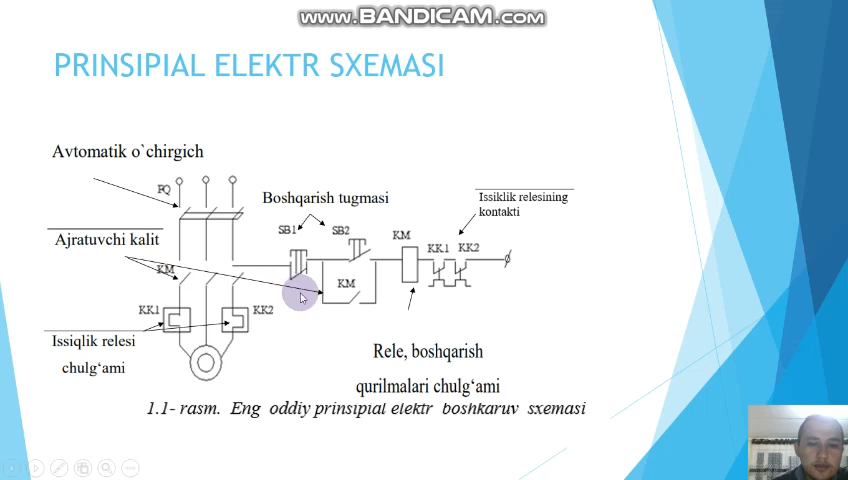 www.BANDICAM.com
PRINSIPIAL ELEKTR SXEMASI
Avtomatik o`chirgich
PQ
Boshqarish tugmasi
Issiklik relesining
kontakti
SB1
SB2
KM
KK1
KK2
Ajratuvchi kalit
KM
KM
KK1
KK2
Issiqlik relesi
chulg‘ami
Rele, boshqarish
qurilmalari chulg‘ami
1.1- rasm. Eng oddiy prinsipial elektr boshkaruv sxemasi